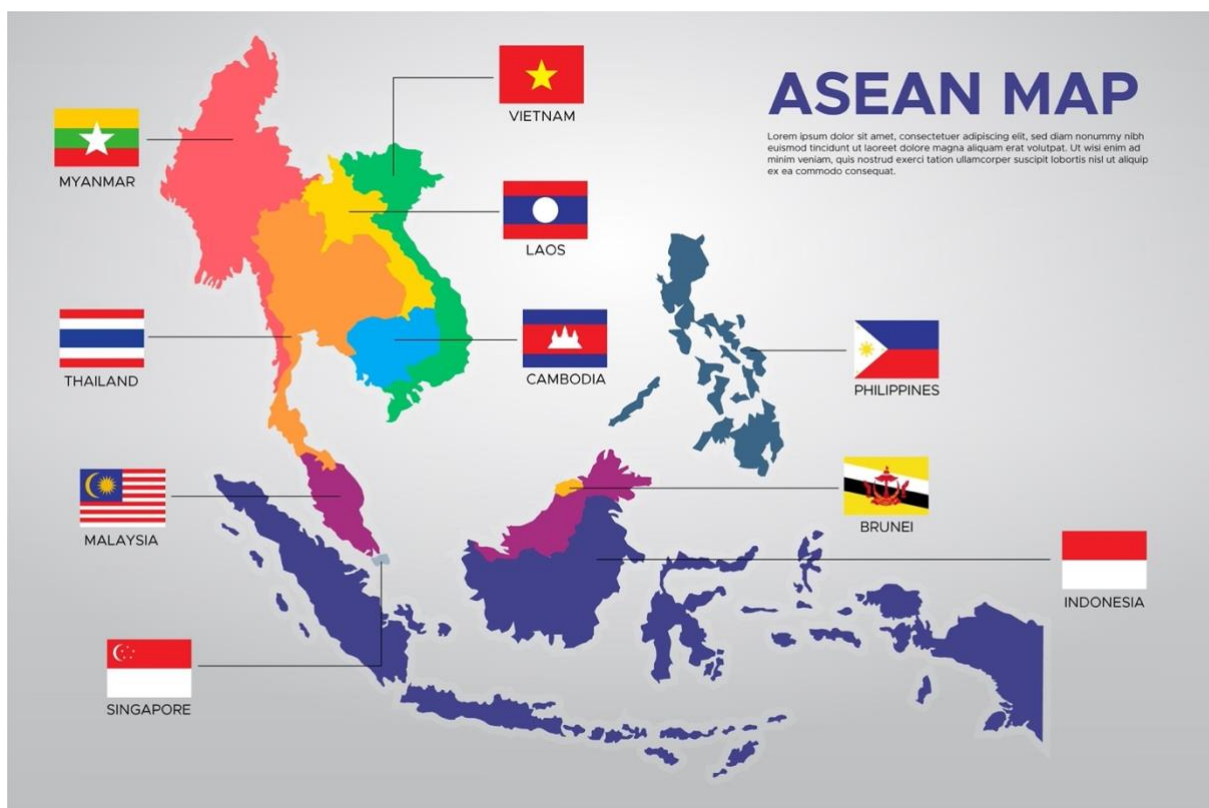 ASEAN MAP
Lorem ipsum dolor sit amet, consectetuer adipiscing elit, sed diam nonummy nibh
euismod tincidunt ut laoreet dolore magna aliquam erat volutpat. Ut wisi enim ad
minim veniam, quis nostrud exerci tation ullamcorper suscipit lobortis nisl ut aliquip
ex ea commodo consequat.
VIETNAM
MYANMAR
LAOS
THAILAND
CAMBODIA
PHILIPPINES
MALAYSIA
BRUNEI
INDONESIA
SINGAPORE